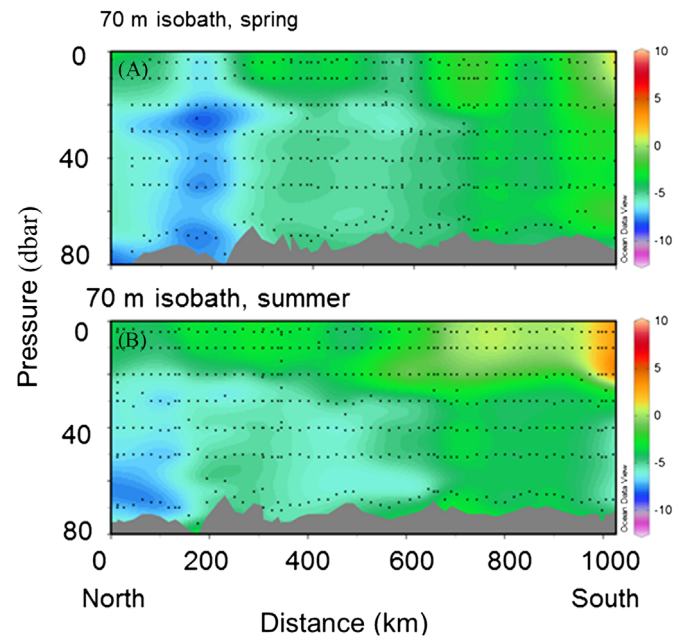 70 m isobath, spring
(A)
0
40
80
10
5
0
-5
-10
Ocean Data View
Pressure (dbar)
70 m isobath, summer
(B)
0
40
80
10
5
0
-5
-10
Ocean Data View
0 200 400 600 800 1000
North South
Distance (km)